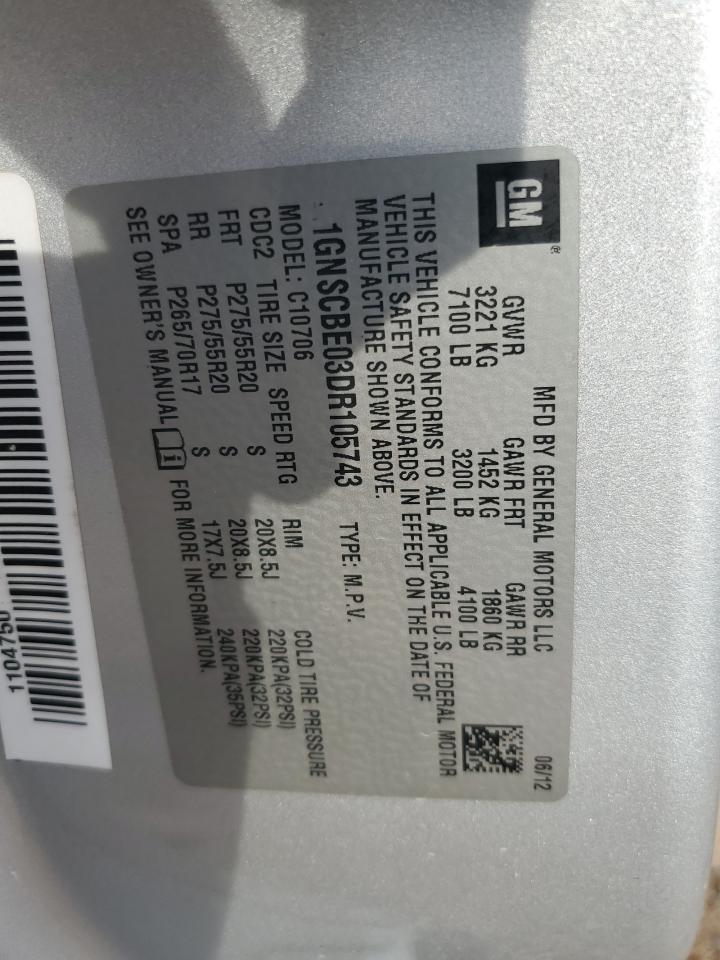 GM®
MFD BY GENERAL MOTORS LLC 06/12
GVWR GAWR FRT GAWR RR
3221 KG 1452 KG 1860 KG
7100 LB 3200 LB 4100 LB
THIS VEHICLE CONFORMS TO ALL APPLICABLE U.S. FEDERAL MOTOR
VEHICLE SAFETY STANDARDS IN EFFECT ON THE DATE OF
MANUFACTURE SHOWN ABOVE.
1GNSCBE03DR105743 TYPE: M.P.V.
MODEL: C10706
CDC2 TIRE SIZE SPEED RTG RIM COLD TIRE PRESSURE
FRT P275/55R20 S 20X8.5J 220KPA(32PSI)
RR P275/55R20 S 20X8.5J 220KPA(32PSI)
SPA P265/70R17 S 17X7.5J 240KPA(35PSI)
SEE OWNER'S MANUAL i FOR MORE INFORMATION.